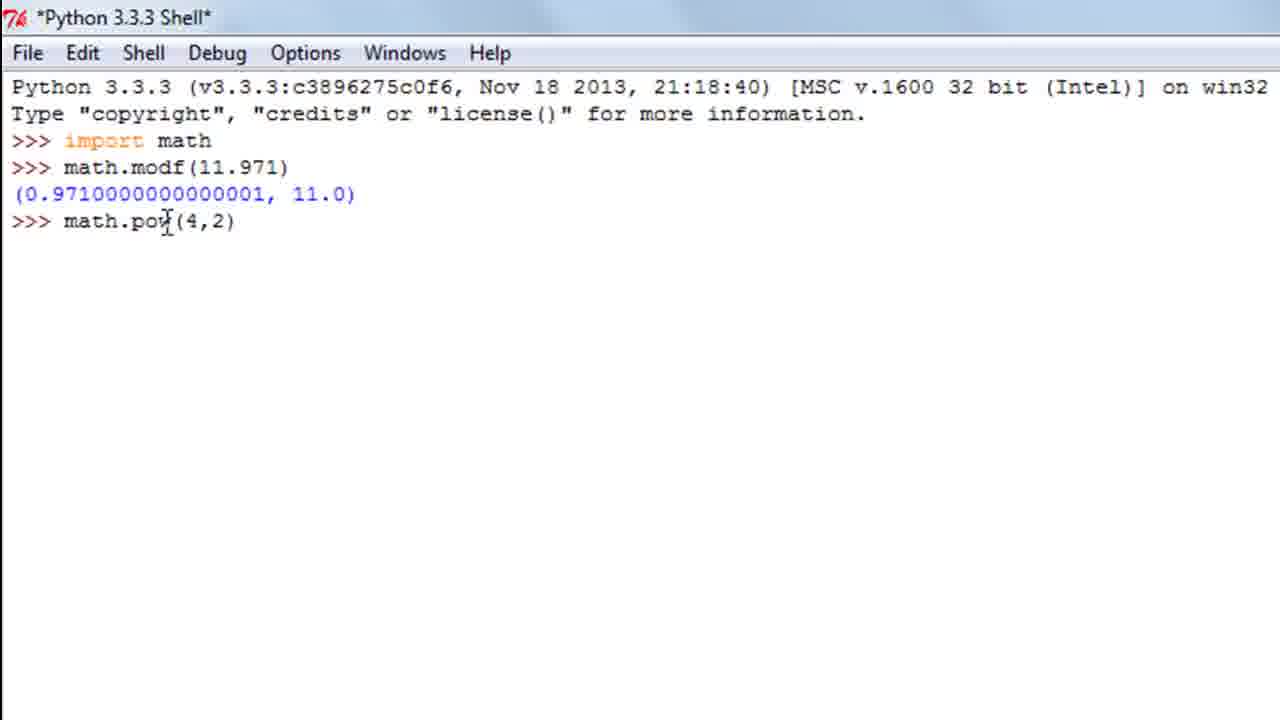 *Python 3.3.3 Shell*
File Edit Shell Debug Options Windows Help
Python 3.3.3 (v3.3.3:c3896275c0f6, Nov 18 2013, 21:18:40) [MSC v.1600 32 bit (Intel)] on win32
Type "copyright", "credits" or "license()" for more information.
>>> import math
>>> math.modf(11.971)
(0.9710000000000001, 11.0)
>>> math.pow(4,2)